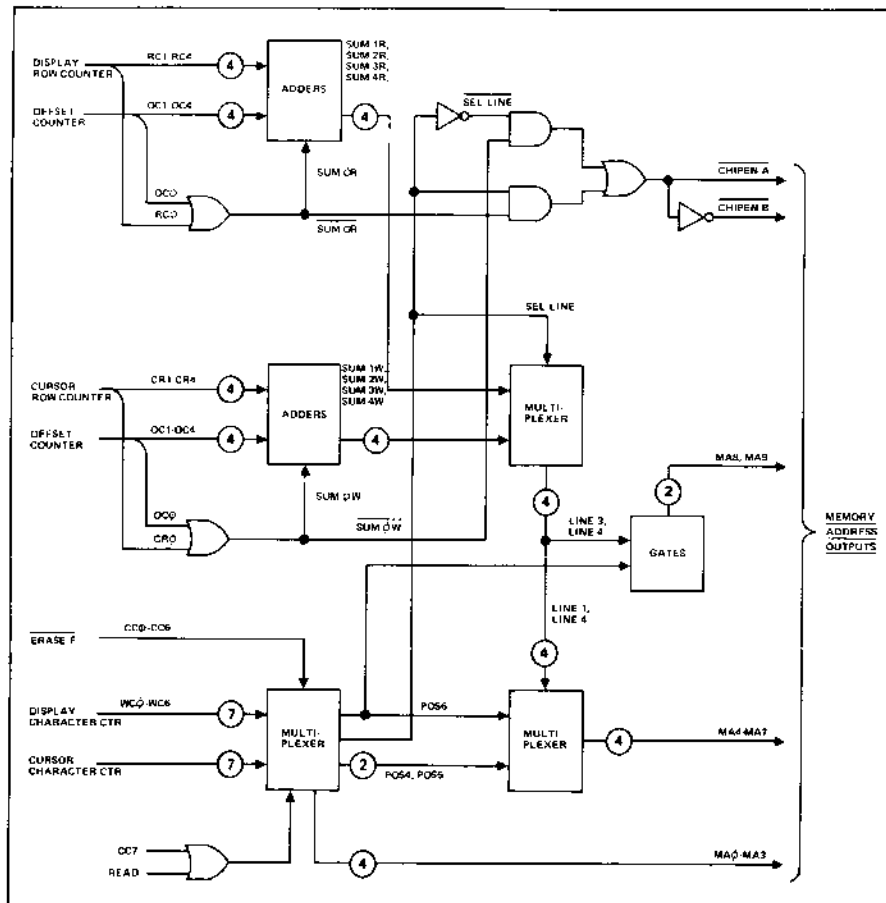 DISPLAY
ROW COUNTER
RC1-RC4
4
ADDERS
SUM 1R,
SUM 2R,
SUM 3R,
SUM 4R
4
OFFSET
COUNTER
OC1-OC4
4
SUM ØR
OCØ
RCØ
SUM ØR
SEL LINE
CHIPEN A
CHIPEN B
SEL LINE
CURSOR
ROW COUNTER
CR1-CR4
4
ADDERS
SUM 1W,
SUM 2W,
SUM 3W,
SUM 4W
4
MULTI-
PLEXER
OFFSET
COUNTER
OC1-OC4
4
SUM ØW
OCØ
CRØ
SUM ØW
4
LINE 3,
LINE 4
GATES
2
MA8, MA9
MEMORY
ADDRESS
OUTPUTS
LINE 1,
LINE 4
4
ERASE F
CCØ-CC6
DISPLAY
CHARACTER CTR
WCØ-WC6
7
MULTI-
PLEXER
POS6
MULTI
PLEXER
4
MA4-MA7
CURSOR
CHARACTER CTR
7
2
POS4, POS5
CC7
READ
4
MAØ-MA3